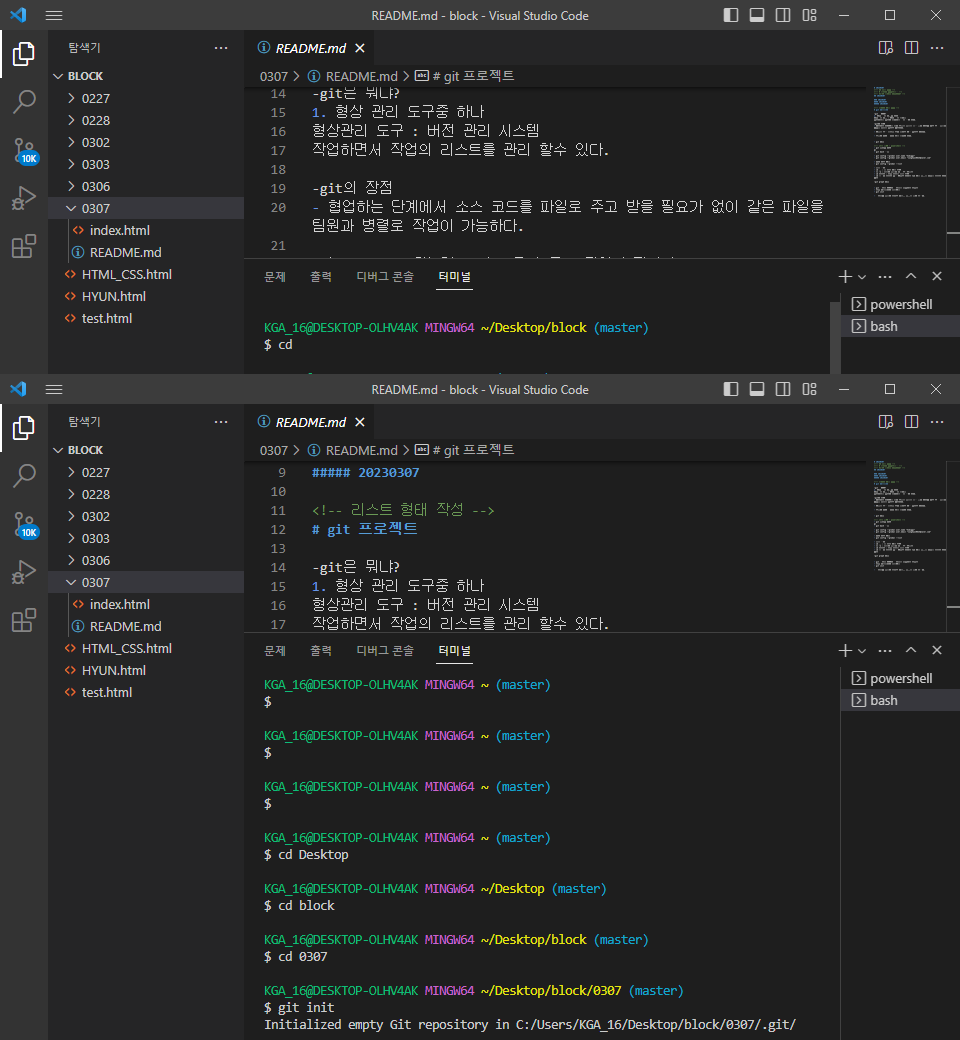 README.md - block - Visual Studio Code
탐색기
BLOCK
0227
0228
0302
0303
0306
0307
index.html
README.md
HTML_CSS.html
HYUN.html
test.html
10K
README.md
0307 > README.md > # git 프로젝트
14 -git은 뭐냐?
15 1. 형상 관리 도구중 하나
16 형상관리 도구 : 버전 관리 시스템
17 작업하면서 작업의 리스트를 관리 할수 있다.
18
19 -git의 장점
20 - 협업하는 단계에서 소스 코드를 파일로 주고 받을 필요가 없이 같은 파일을
팀원과 병렬로 작업이 가능하다.
21
문제 출력 디버그 콘솔 터미널
powershell
bash
KGA_16@DESKTOP-OLHV4AK MINGW64 ~/Desktop/block (master)
$ cd
README.md - block - Visual Studio Code
탐색기
BLOCK
0227
0228
0302
0303
0306
0307
index.html
README.md
HTML_CSS.html
HYUN.html
test.html
10K
README.md
0307 > README.md > # git 프로젝트
9 ##### 20230307
10
11 <!-- 리스트 형태 작성 -->
12 # git 프로젝트
13
14 -git은 뭐냐?
15 1. 형상 관리 도구중 하나
16 형상관리 도구 : 버전 관리 시스템
17 작업하면서 작업의 리스트를 관리 할수 있다.
문제 출력 디버그 콘솔 터미널
powershell
bash
KGA_16@DESKTOP-OLHV4AK MINGW64 ~ (master)
$
KGA_16@DESKTOP-OLHV4AK MINGW64 ~ (master)
$
KGA_16@DESKTOP-OLHV4AK MINGW64 ~ (master)
$
KGA_16@DESKTOP-OLHV4AK MINGW64 ~ (master)
$ cd Desktop
KGA_16@DESKTOP-OLHV4AK MINGW64 ~/Desktop (master)
$ cd block
KGA_16@DESKTOP-OLHV4AK MINGW64 ~/Desktop/block (master)
$ cd 0307
KGA_16@DESKTOP-OLHV4AK MINGW64 ~/Desktop/block/0307 (master)
$ git init
Initialized empty Git repository in C:/Users/KGA_16/Desktop/block/0307/.git/